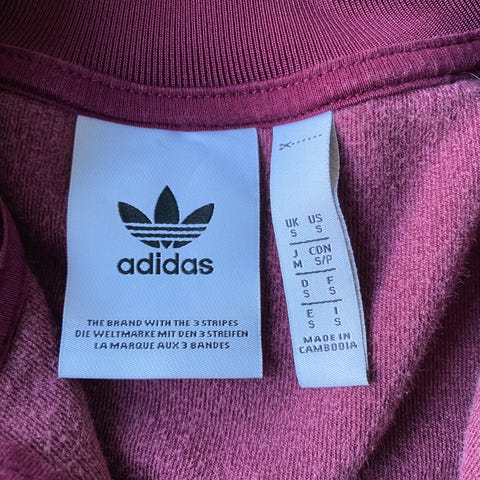 adidas
THE BRAND WITH THE 3 STRIPES
DIE WELTMARKE MIT DEN 3 STREIFEN
LA MARQUE AUX 3 BANDES
UK US
S S
J CDN
M S/P
D F
S S
E I
S S
MADE IN
CAMBODIA